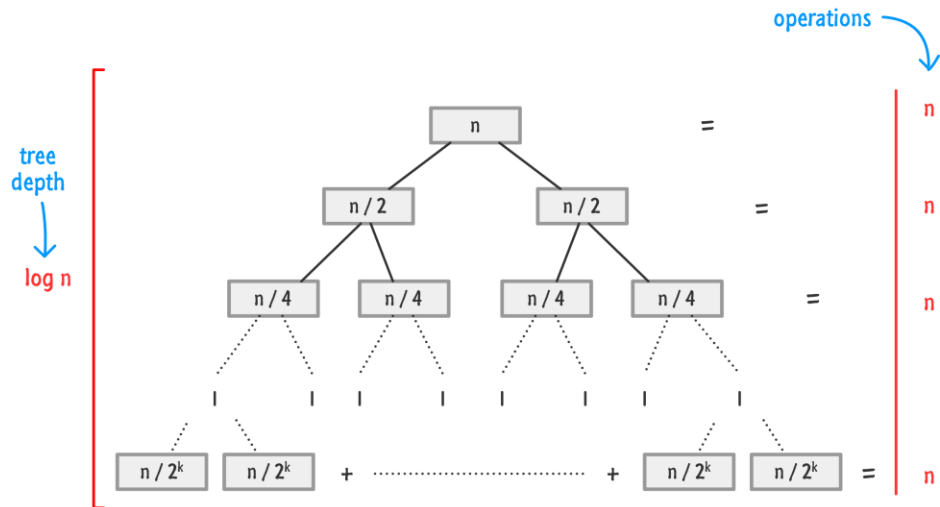 operations
n = n
tree
depth
n / 2 n / 2 = n
log n
n / 4 n / 4 n / 4 n / 4 = n
n / 2ᵏ n / 2ᵏ + + n / 2ᵏ n / 2ᵏ = n